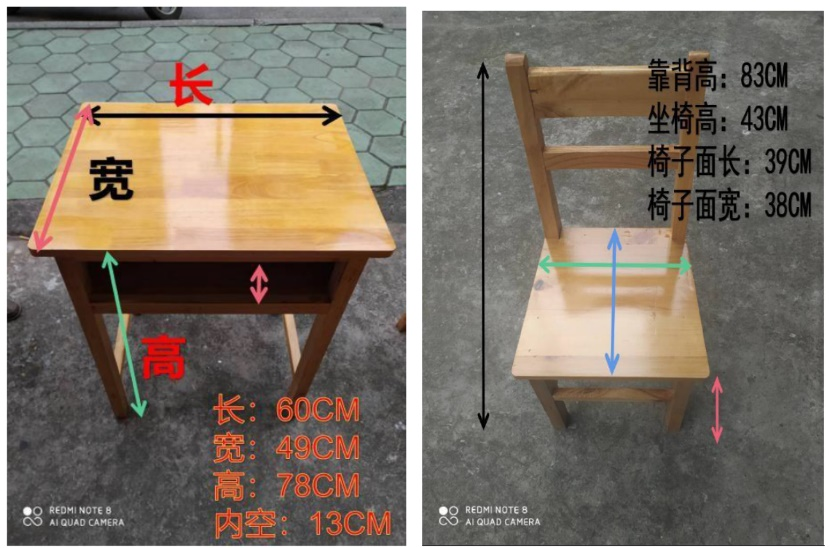 长
宽
高
长：60CM
宽：49CM
高：78CM
内空：13CM
REDMI NOTE 8
AI QUAD CAMERA
靠背高：83CM
坐椅高：43CM
椅子面长：39CM
椅子面宽：38CM
REDMI NOTE 8
AI QUAD CAMERA